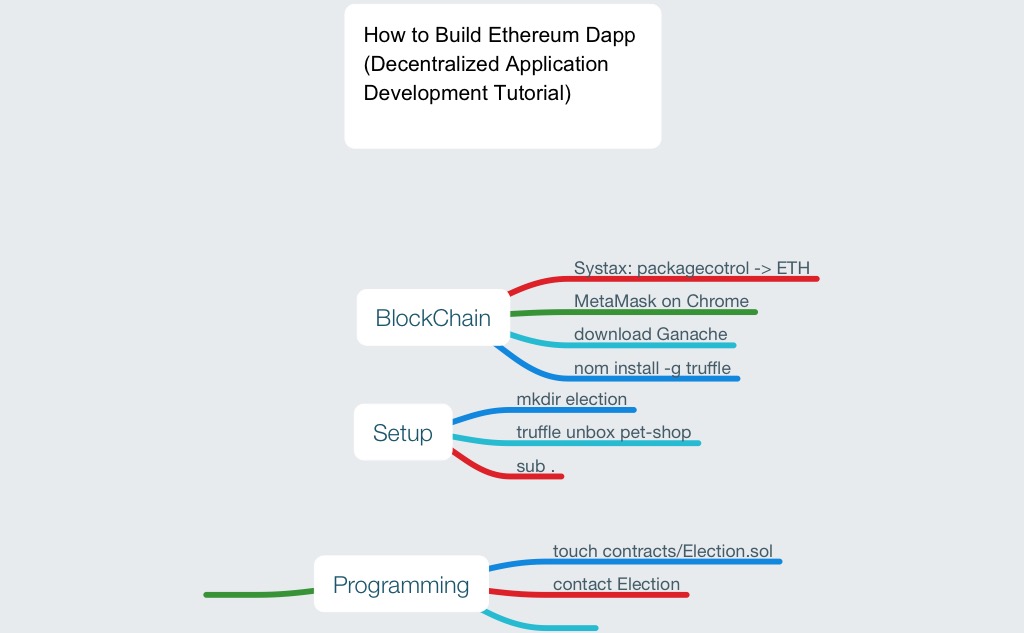 How to Build Ethereum Dapp
(Decentralized Application
Development Tutorial)
BlockChain
Systax: packagecotrol -> ETH
MetaMask on Chrome
download Ganache
nom install -g truffle
Setup
mkdir election
truffle unbox pet-shop
sub .
Programming
touch contracts/Election.sol
contact Election